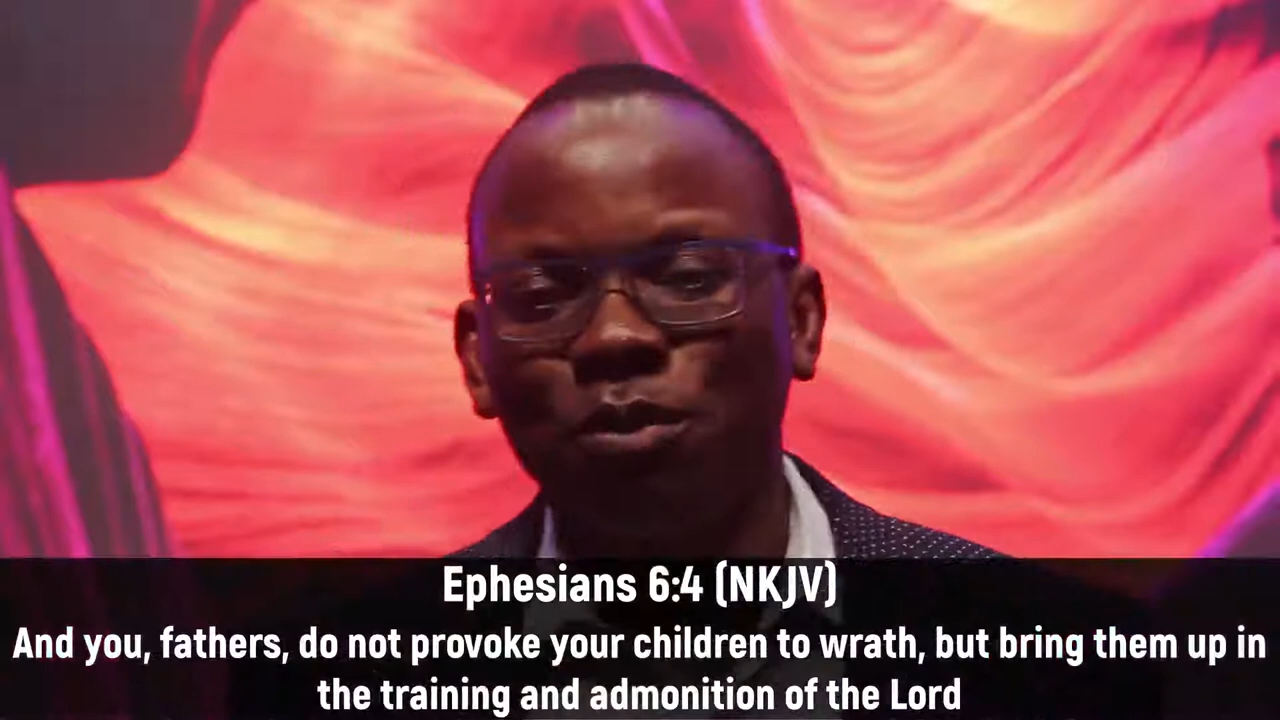 Ephesians 6:4 (NKJV)
And you, fathers, do not provoke your children to wrath, but bring them up in
the training and admonition of the Lord